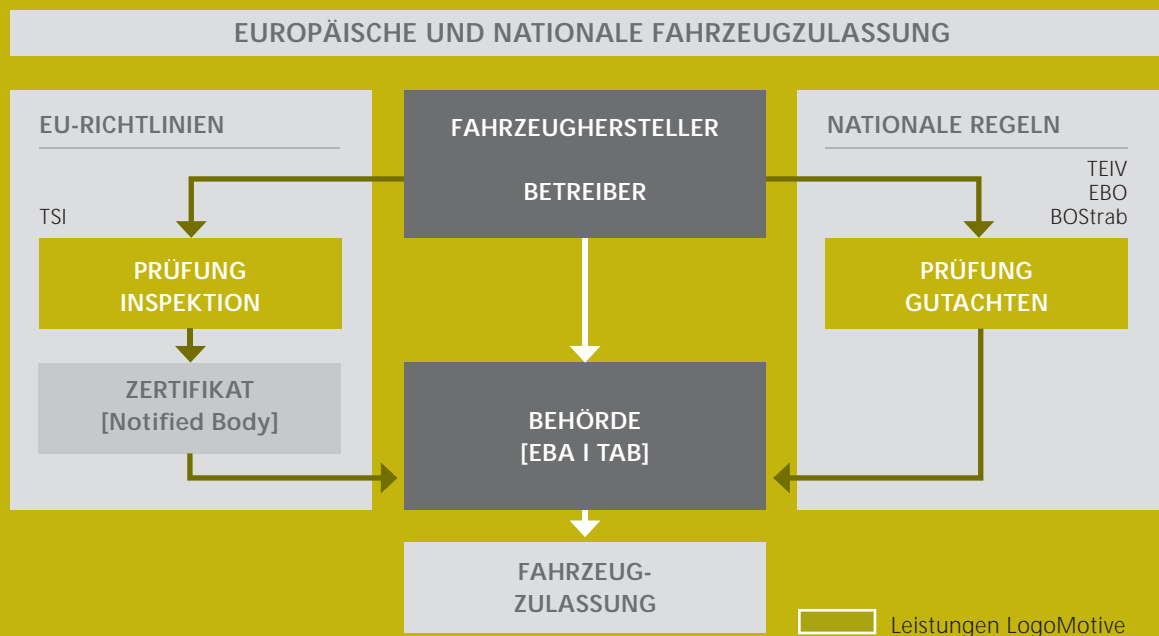 EUROPÄISCHE UND NATIONALE FAHRZEUGZULASSUNG
EU-RICHTLINIEN
TSI
PRÜFUNG
INSPEKTION
ZERTIFIKAT
[Notified Body]
FAHRZEUGHERSTELLER
BETREIBER
BEHÖRDE
[EBA I TAB]
FAHRZEUG-
ZULASSUNG
NATIONALE REGELN
TEIV
EBO
BOStrab
PRÜFUNG
GUTACHTEN
Leistungen LogoMotive